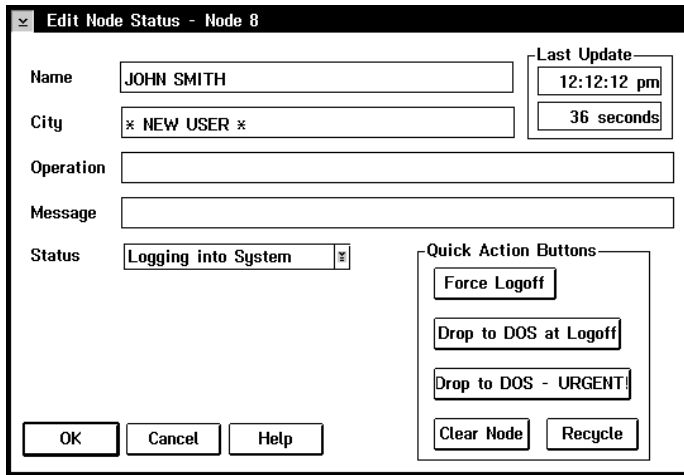 Edit Node Status - Node 8
Last Update
Name JOHN SMITH 12:12:12 pm
City * NEW USER * 36 seconds
Operation
Message
Status Logging into System
Quick Action Buttons
Force Logoff
Drop to DOS at Logoff
Drop to DOS - URGENT!
OK Cancel Help Clear Node Recycle